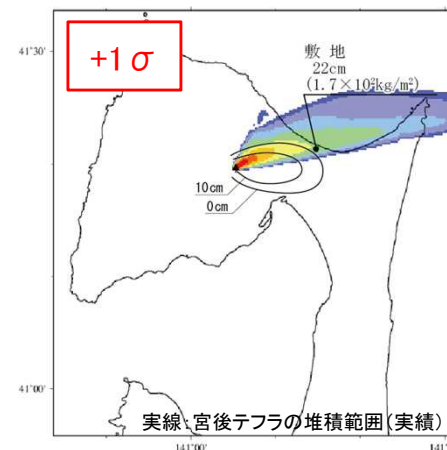 41°30'
+1σ
敷 地
22cm
(1.7×10²kg/m²)
10cm
0cm
41°00'
実線:宮後テフラの堆積範囲(実績)
141°00'